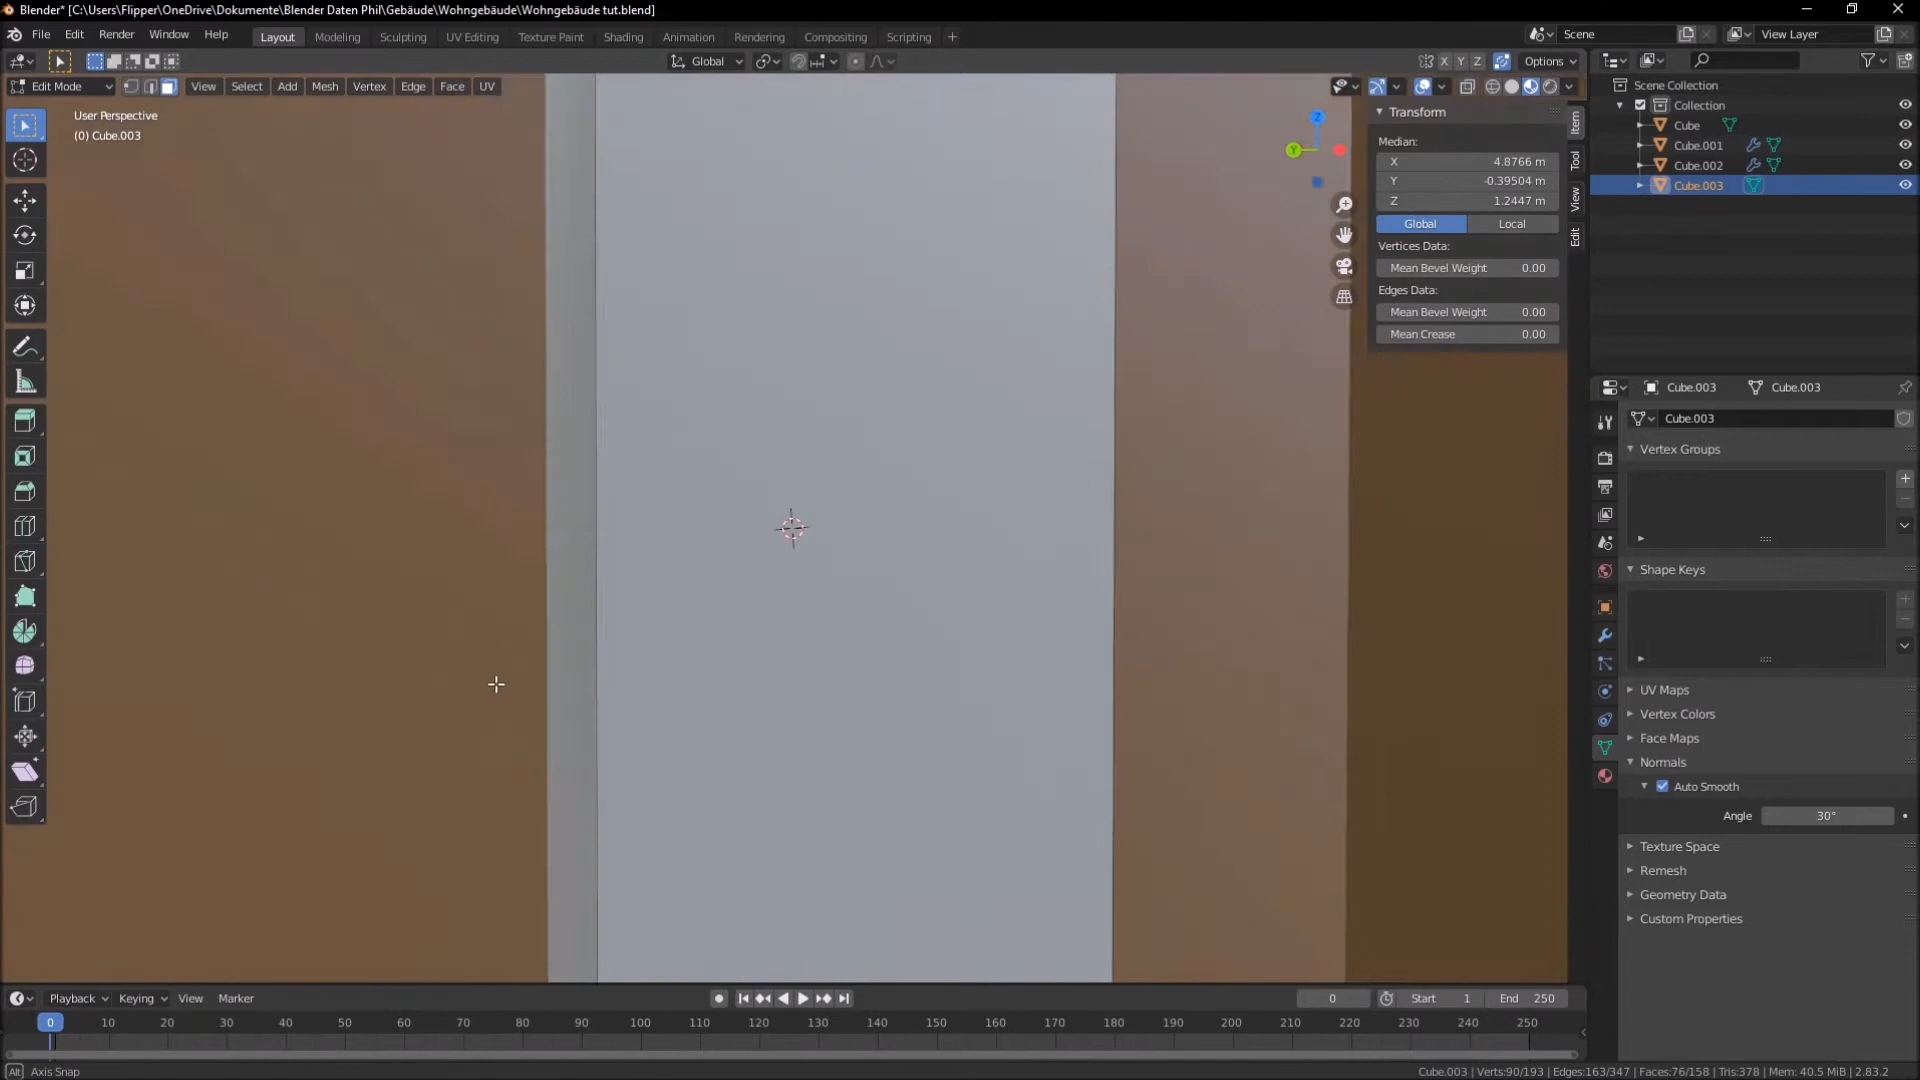 Blender* [C:\Users\Flipper\OneDrive\Dokumente\Blender Daten Phil\Gebäude\Wohngebäude\Wohngebäude tut.blend]
File Edit Render Window Help Layout Modeling Sculpting UV Editing Texture Paint Shading Animation Rendering Compositing Scripting + Scene View Layer
Global X Y Z Options
Edit Mode View Select Add Mesh Vertex Edge Face UV
User Perspective
(0) Cube.003
Z
Y
Transform
Median:
X 4.8766 m
Y -0.39504 m
Z 1.2447 m
Global Local
Vertices Data:
Mean Bevel Weight 0.00
Edges Data:
Mean Bevel Weight 0.00
Mean Crease 0.00
Item
Tool
View
Edit
Scene Collection
Collection
Cube
Cube.001
Cube.002
Cube.003
Cube.003 Cube.003
Cube.003
Vertex Groups
Shape Keys
UV Maps
Vertex Colors
Face Maps
Normals
Auto Smooth
Angle 30°
Texture Space
Remesh
Geometry Data
Custom Properties
Playback Keying View Marker 0 Start 1 End 250
0 10 20 30 40 50 60 70 80 90 100 110 120 130 140 150 160 170 180 190 200 210 220 230 240 250
Alt Axis Snap
Cube.003 | Verts:90/193 | Edges:163/347 | Faces:76/158 | Tris:378 | Mem: 40.5 MiB | 2.83.2